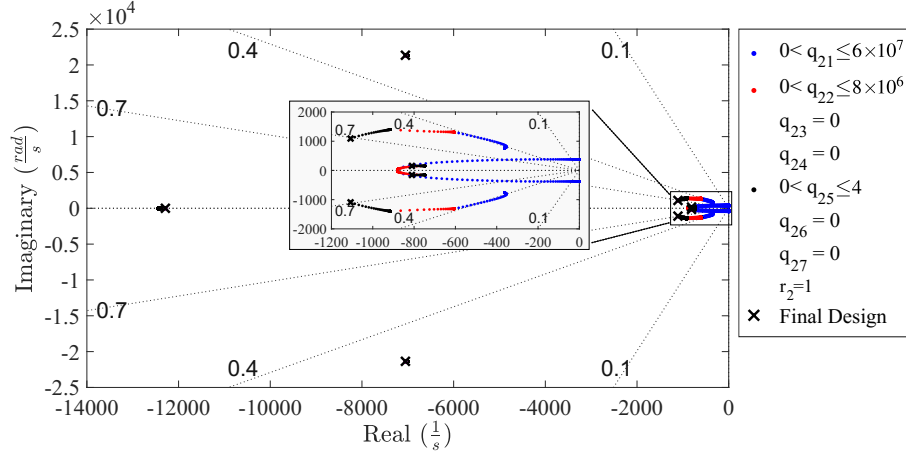 ×10⁴
2.5
2
1.5
1
0.5
0
-0.5
-1
-1.5
-2
-2.5
Imaginary (rad/s)
-14000 -12000 -10000 -8000 -6000 -4000 -2000 0
Real (1/s)
0.4
0.1
0.7
0.7
0.4
0.1
2000
1000
0
-1000
-2000
-1200 -1000 -800 -600 -400 -200 0
0.7
0.4
0.1
0.7
0.4
0.1
0< q₂₁≤6×10⁷
0< q₂₂≤8×10⁶
q₂₃ = 0
q₂₄ = 0
0< q₂₅≤4
q₂₆ = 0
q₂₇ = 0
r₂=1
Final Design